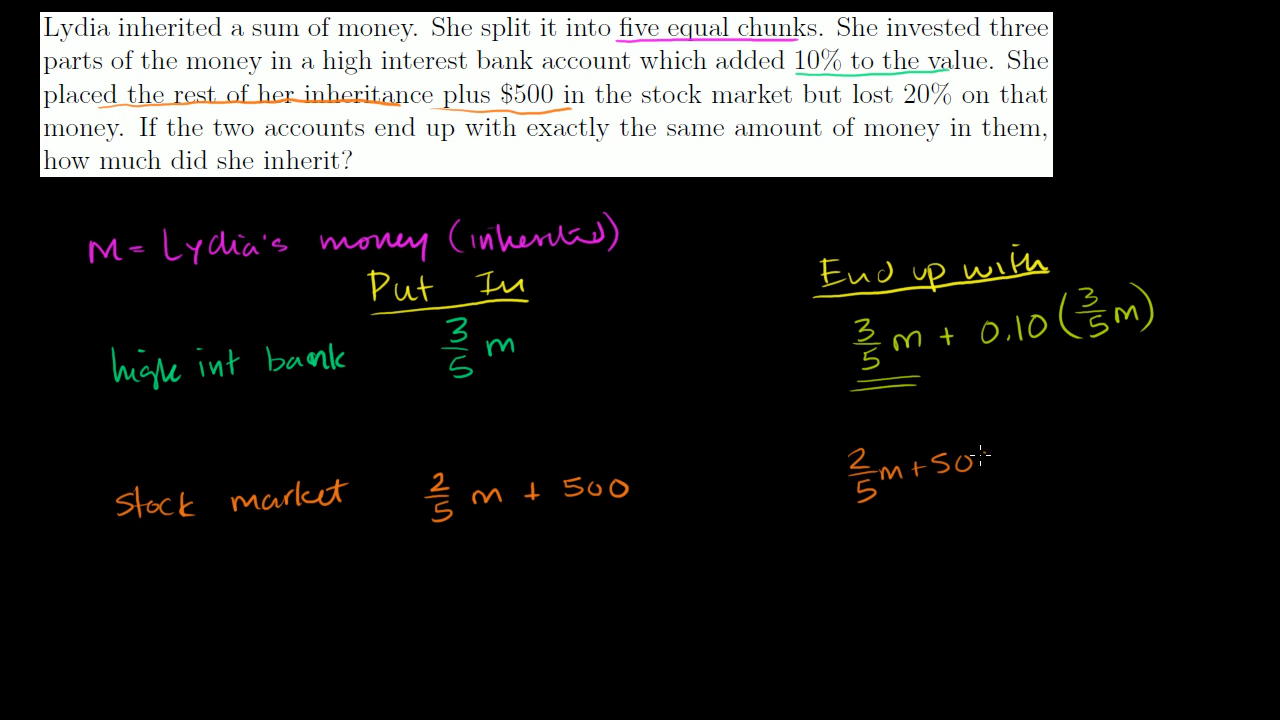 Lydia inherited a sum of money. She split it into five equal chunks. She invested three
parts of the money in a high interest bank account which added 10% to the value. She
placed the rest of her inheritance plus $500 in the stock market but lost 20% on that
money. If the two accounts end up with exactly the same amount of money in them,
how much did she inherit?
M = Lydia's money (inherited)
Put In
End up with
high int bank
3/5 m
3/5 m + 0.10 (3/5 m)
Stock market
2/5 m + 500
2/5 m + 50